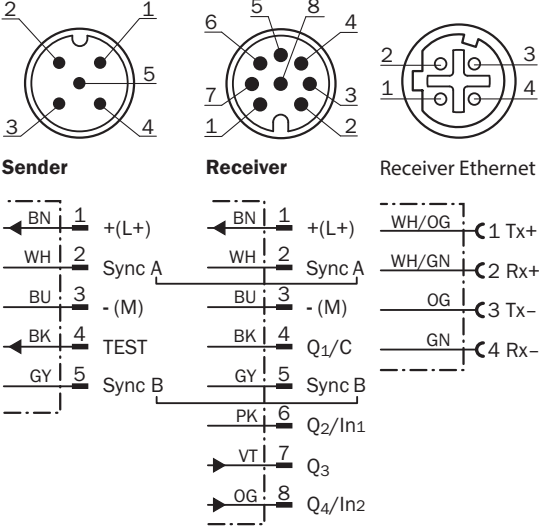 2 1
5
3 4
Sender
5 8
6 4
7 3
1 2
Receiver
2 3
1 4
Receiver Ethernet
BN 1 +(L+)
WH 2 Sync A
BU 3 - (M)
BK 4 TEST
GY 5 Sync B
BN 1 +(L+)
WH 2 Sync A
BU 3 - (M)
BK 4 Q1/C
GY 5 Sync B
PK 6 Q2/In1
VT 7 Q3
OG 8 Q4/In2
WH/OG 1 Tx+
WH/GN 2 Rx+
OG 3 Tx–
GN 4 Rx–